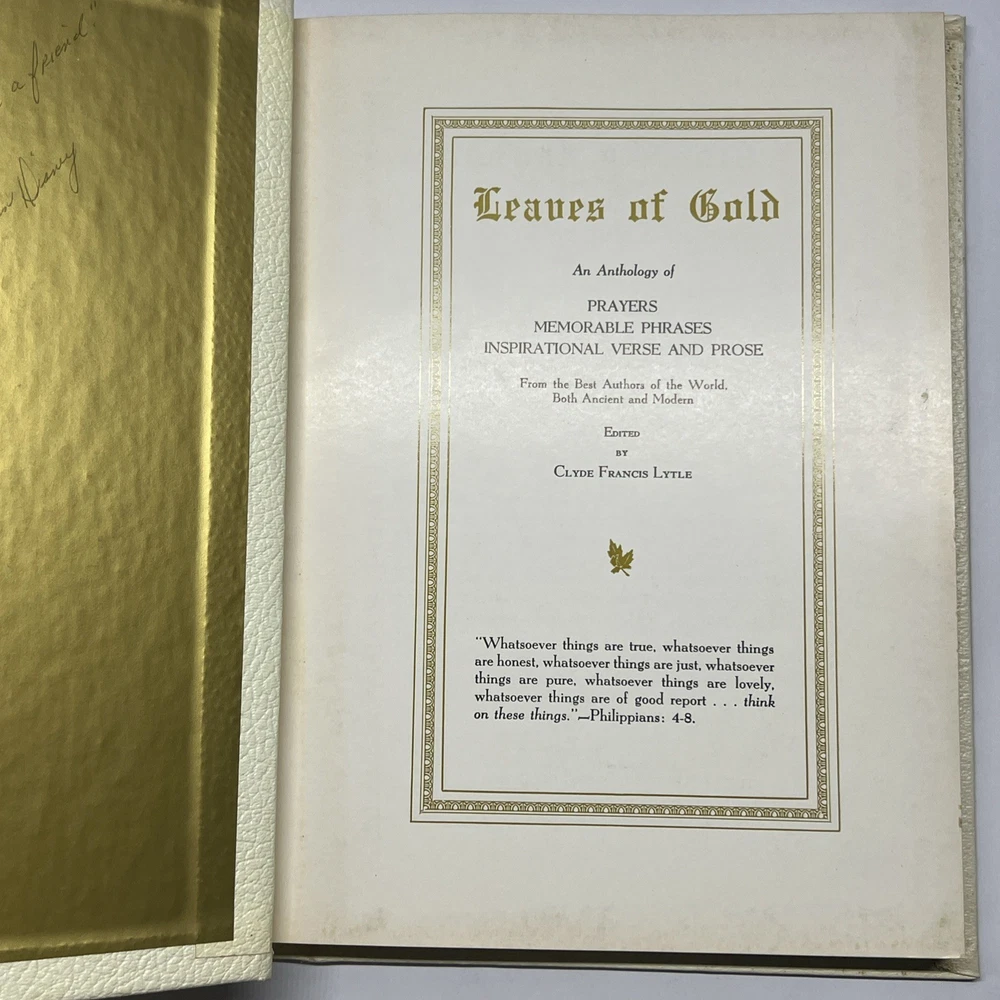 a friend"
Disney
Leaves of Gold
An Anthology of
PRAYERS
MEMORABLE PHRASES
INSPIRATIONAL VERSE AND PROSE
From the Best Authors of the World,
Both Ancient and Modern
EDITED
BY
CLYDE FRANCIS LYTLE
"Whatsoever things are true, whatsoever things
are honest, whatsoever things are just, whatsoever
things are pure, whatsoever things are lovely,
whatsoever things are of good report . . . think
on these things."—Philippians: 4-8.